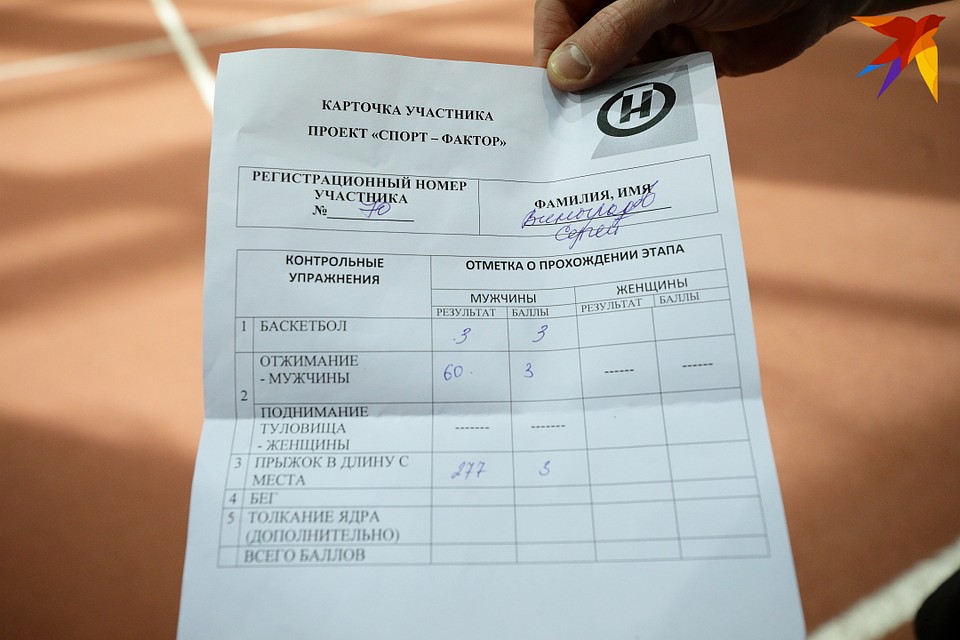 Н
КАРТОЧКА УЧАСТНИКА
ПРОЕКТ «СПОРТ – ФАКТОР»
РЕГИСТРАЦИОННЫЙ НОМЕР
УЧАСТНИКА
№ 70
ФАМИЛИЯ, ИМЯ
Виноградов
Сергей
КОНТРОЛЬНЫЕ
УПРАЖНЕНИЯ
ОТМЕТКА О ПРОХОЖДЕНИИ ЭТАПА
МУЖЧИНЫ ЖЕНЩИНЫ
РЕЗУЛЬТАТ БАЛЛЫ РЕЗУЛЬТАТ БАЛЛЫ
1 БАСКЕТБОЛ 3 3
2
ОТЖИМАНИЕ
- МУЖЧИНЫ 60. 3 ------ ------
ПОДНИМАНИЕ
ТУЛОВИЩА ------- -------
- ЖЕНЩИНЫ
3 ПРЫЖОК В ДЛИНУ С
МЕСТА 277 3
4 БЕГ
5 ТОЛКАНИЕ ЯДРА
(ДОПОЛНИТЕЛЬНО)
ВСЕГО БАЛЛОВ